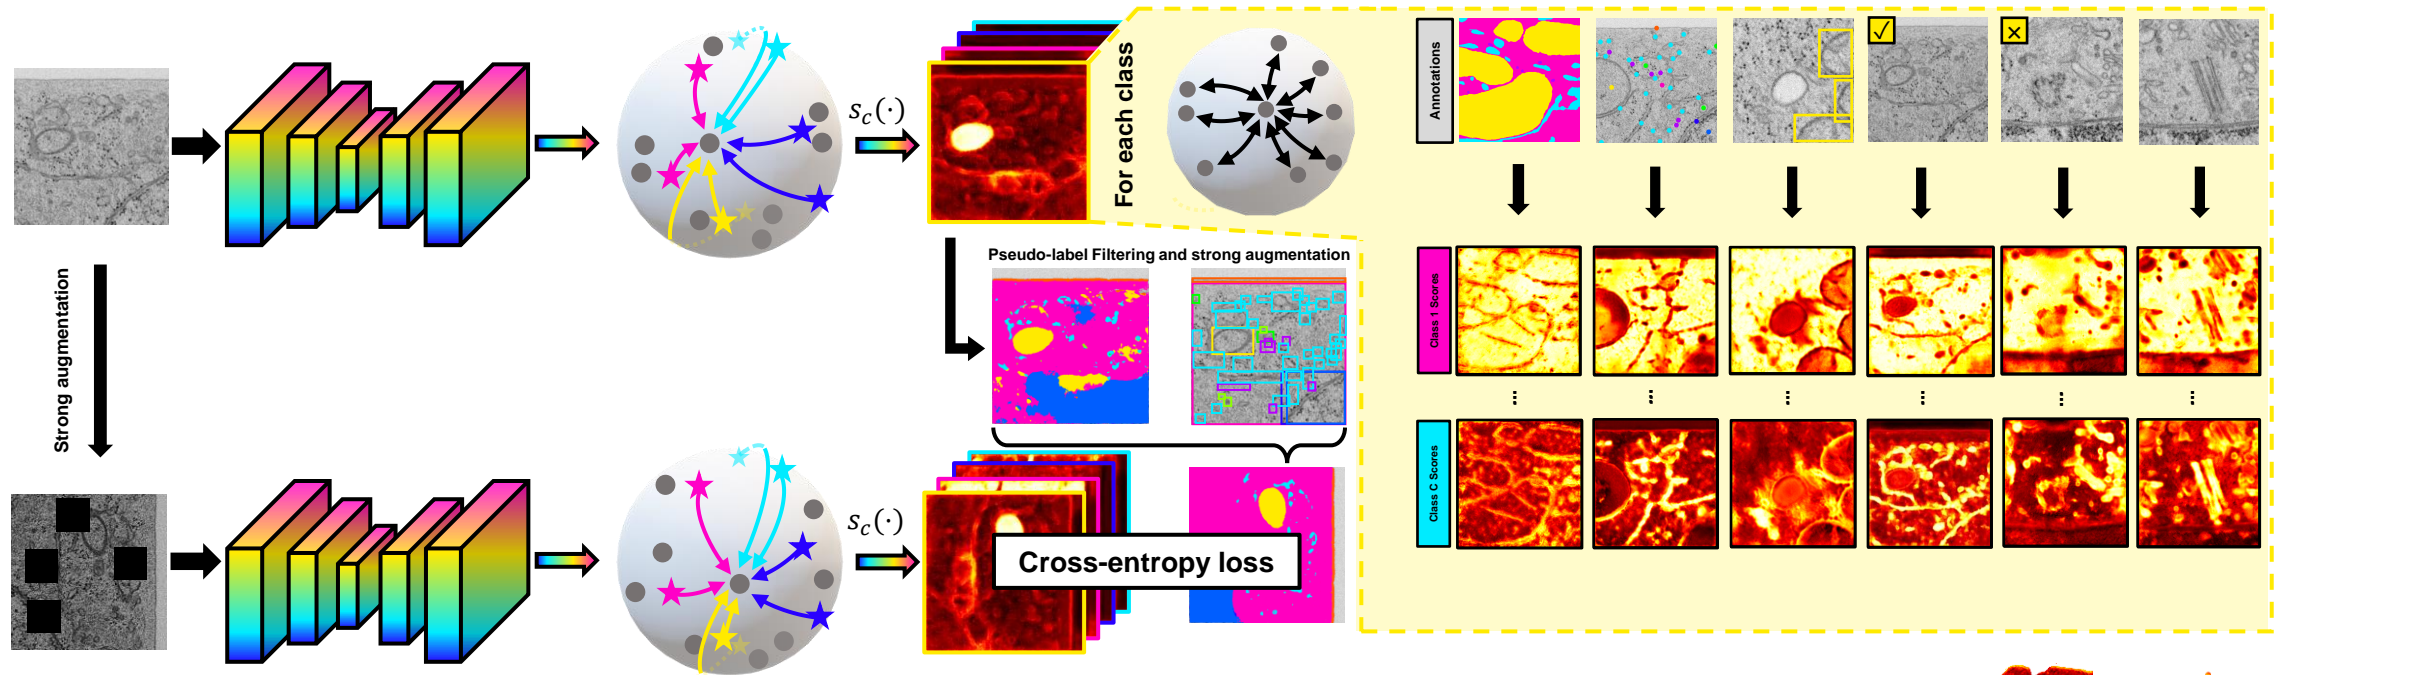 s_c(·)
For each class
Annotations
Pseudo-label Filtering and strong augmentation
Strong augmentation
Class 1 Scores
...
...
...
...
...
...
Class C Scores
s_c(·)
Cross-entropy loss